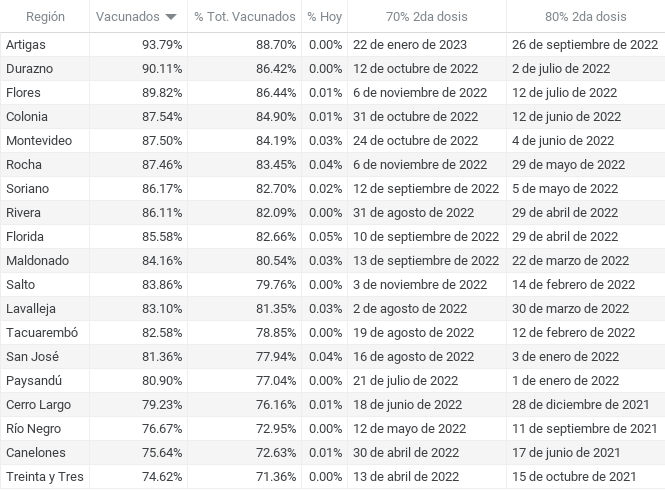 Región Vacunados % Tot. Vacunados % Hoy 70% 2da dosis 80% 2da dosis
Artigas 93.79% 88.70% 0.00% 22 de enero de 2023 26 de septiembre de 2022
Durazno 90.11% 86.42% 0.00% 12 de octubre de 2022 2 de julio de 2022
Flores 89.82% 86.44% 0.01% 6 de noviembre de 2022 12 de julio de 2022
Colonia 87.54% 84.90% 0.01% 31 de octubre de 2022 12 de junio de 2022
Montevideo 87.50% 84.19% 0.03% 24 de octubre de 2022 4 de junio de 2022
Rocha 87.46% 83.45% 0.04% 6 de noviembre de 2022 29 de mayo de 2022
Soriano 86.17% 82.70% 0.02% 12 de septiembre de 2022 5 de mayo de 2022
Rivera 86.11% 82.09% 0.00% 31 de agosto de 2022 29 de abril de 2022
Florida 85.58% 82.66% 0.05% 10 de septiembre de 2022 29 de abril de 2022
Maldonado 84.16% 80.54% 0.03% 13 de septiembre de 2022 22 de marzo de 2022
Salto 83.86% 79.76% 0.00% 3 de noviembre de 2022 14 de febrero de 2022
Lavalleja 83.10% 81.35% 0.03% 2 de agosto de 2022 30 de marzo de 2022
Tacuarembó 82.58% 78.85% 0.00% 19 de agosto de 2022 12 de febrero de 2022
San José 81.36% 77.94% 0.04% 16 de agosto de 2022 3 de enero de 2022
Paysandú 80.90% 77.04% 0.00% 21 de julio de 2022 1 de enero de 2022
Cerro Largo 79.23% 76.16% 0.01% 18 de junio de 2022 28 de diciembre de 2021
Río Negro 76.67% 72.95% 0.00% 12 de mayo de 2022 11 de septiembre de 2021
Canelones 75.64% 72.63% 0.01% 30 de abril de 2022 17 de junio de 2021
Treinta y Tres 74.62% 71.36% 0.00% 13 de abril de 2022 15 de octubre de 2021